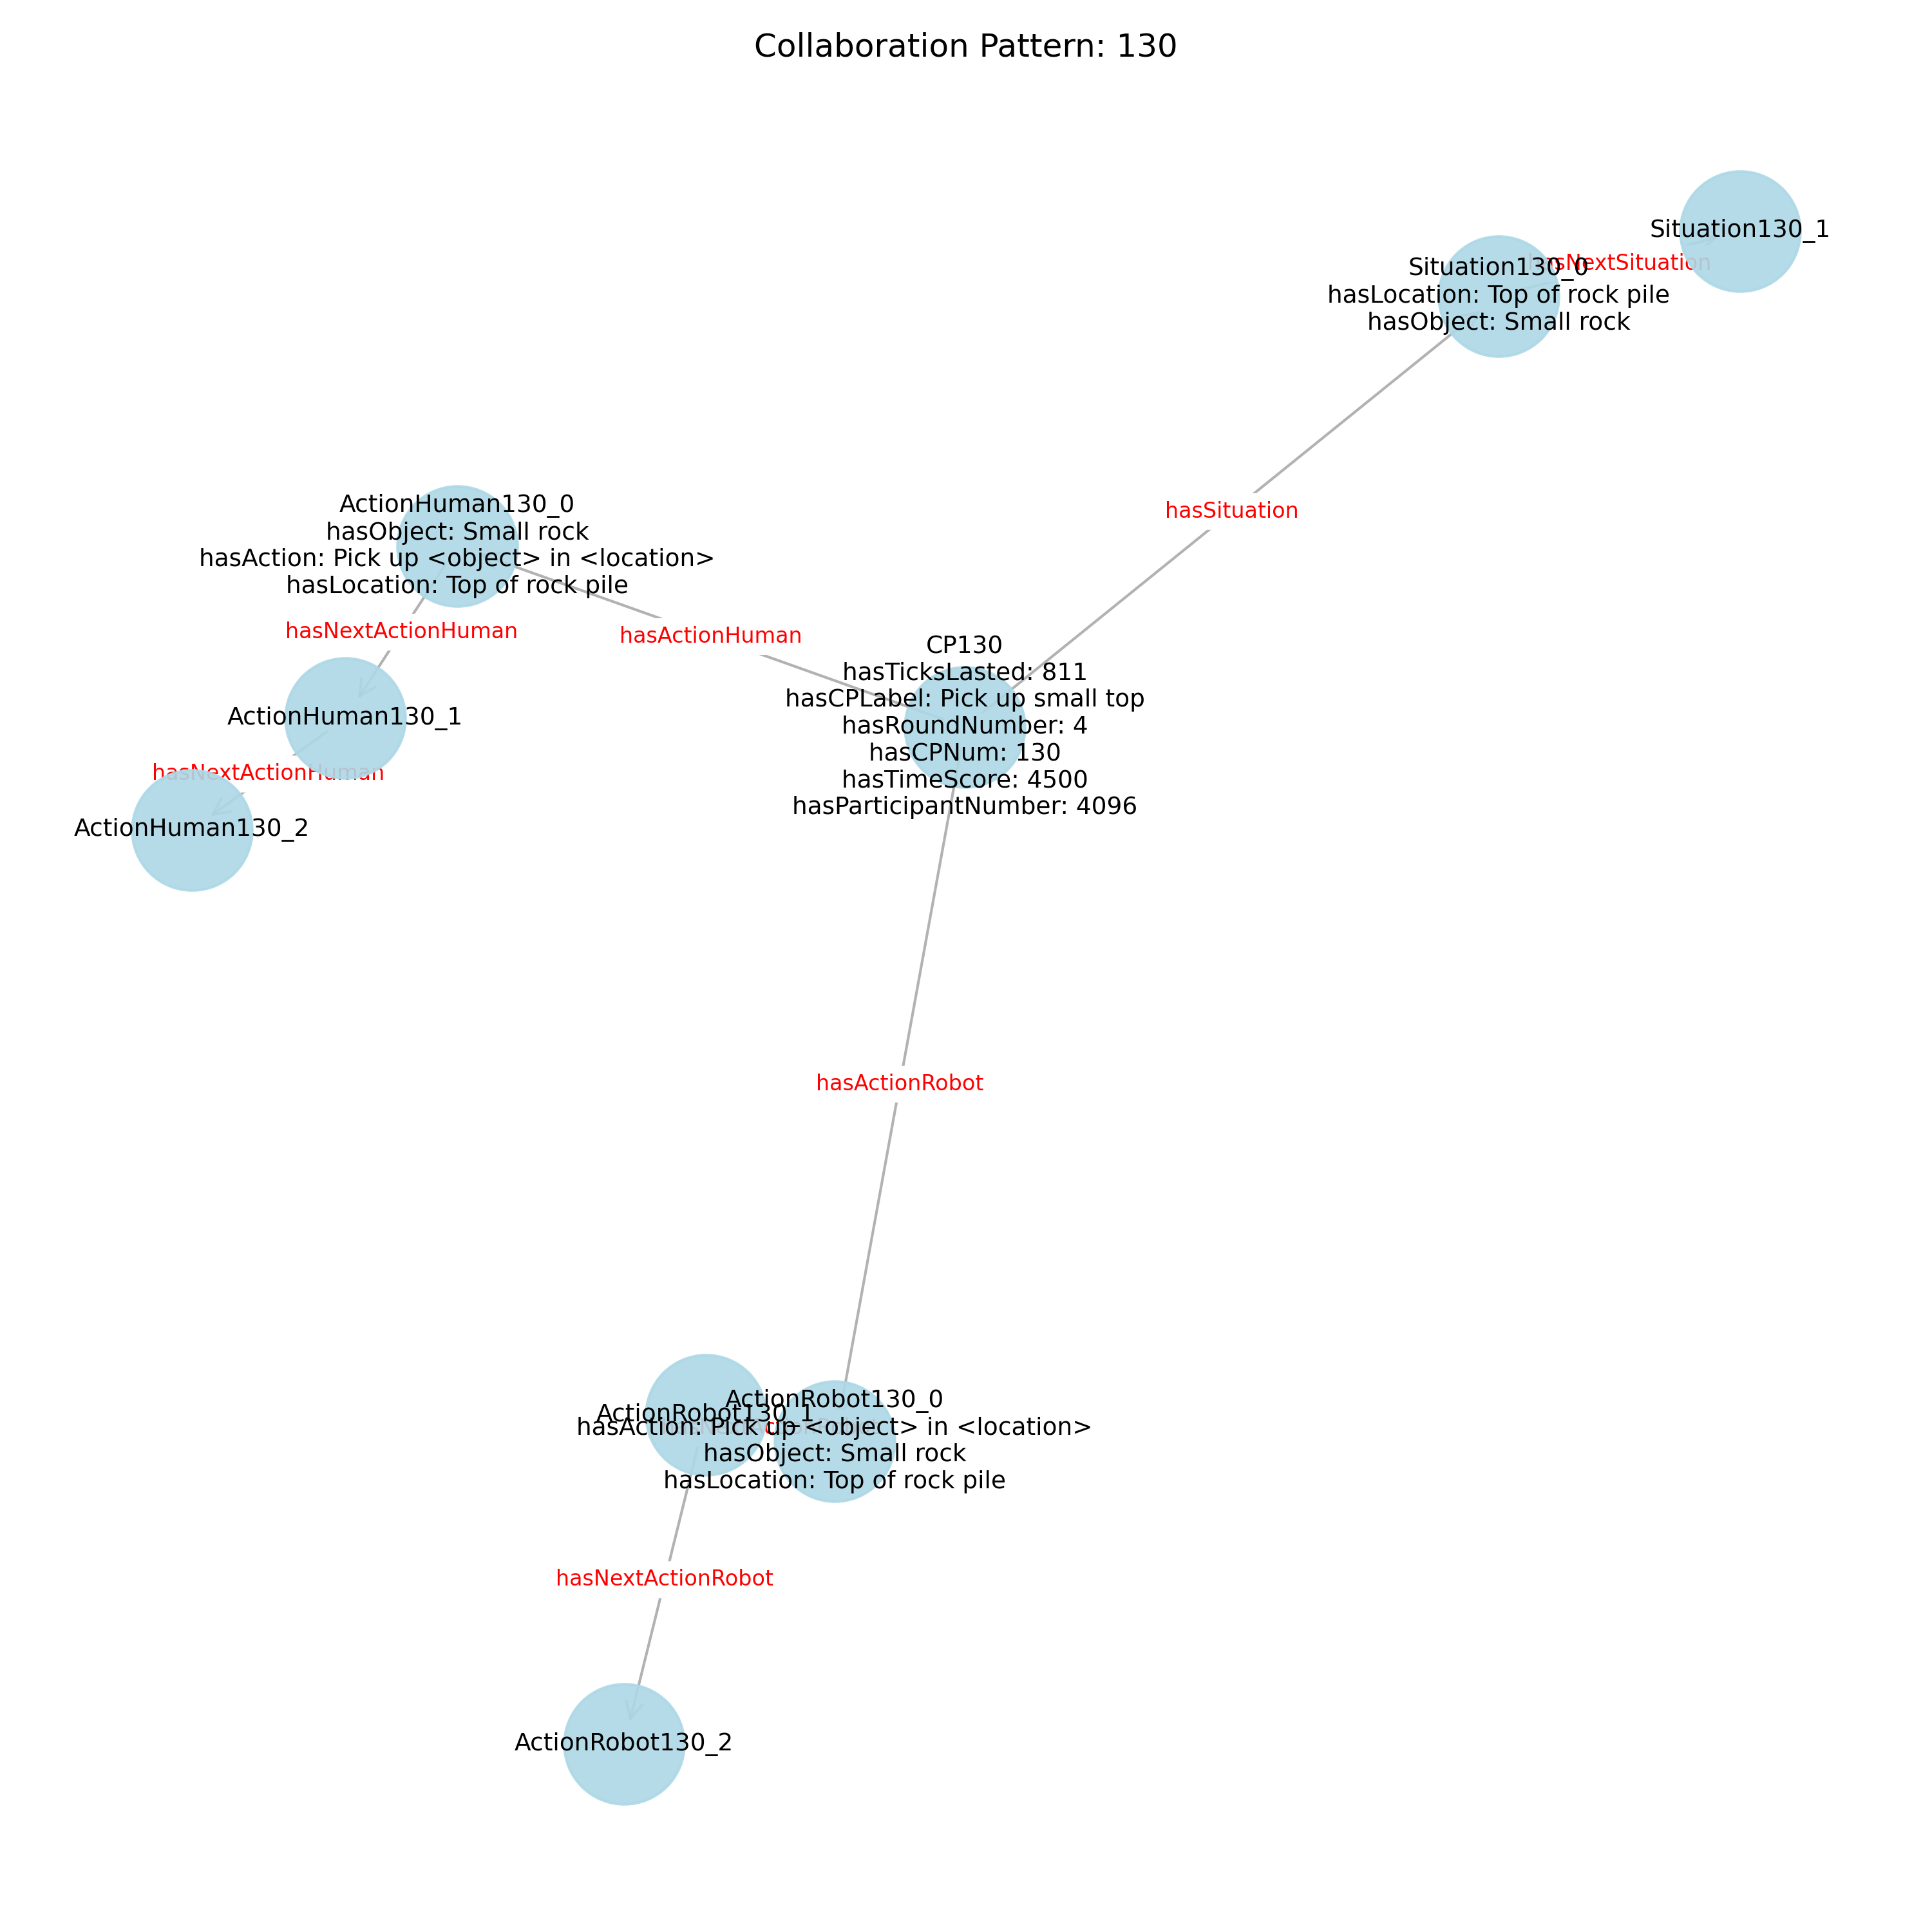 Collaboration Pattern: 130
Situation130_1
hasNextSituation
Situation130_0
hasLocation: Top of rock pile
hasObject: Small rock
hasSituation
ActionHuman130_0
hasObject: Small rock
hasAction: Pick up <object> in <location>
hasLocation: Top of rock pile
hasNextActionHuman
hasActionHuman
CP130
hasTicksLasted: 811
hasCPLabel: Pick up small top
hasRoundNumber: 4
hasCPNum: 130
hasTimeScore: 4500
hasParticipantNumber: 4096
ActionHuman130_1
hasNextActionHuman
ActionHuman130_2
hasActionRobot
ActionRobot130_1
ActionRobot130_0
hasAction: Pick up <object> in <location>
hasObject: Small rock
hasLocation: Top of rock pile
hasNextActionRobot
ActionRobot130_2